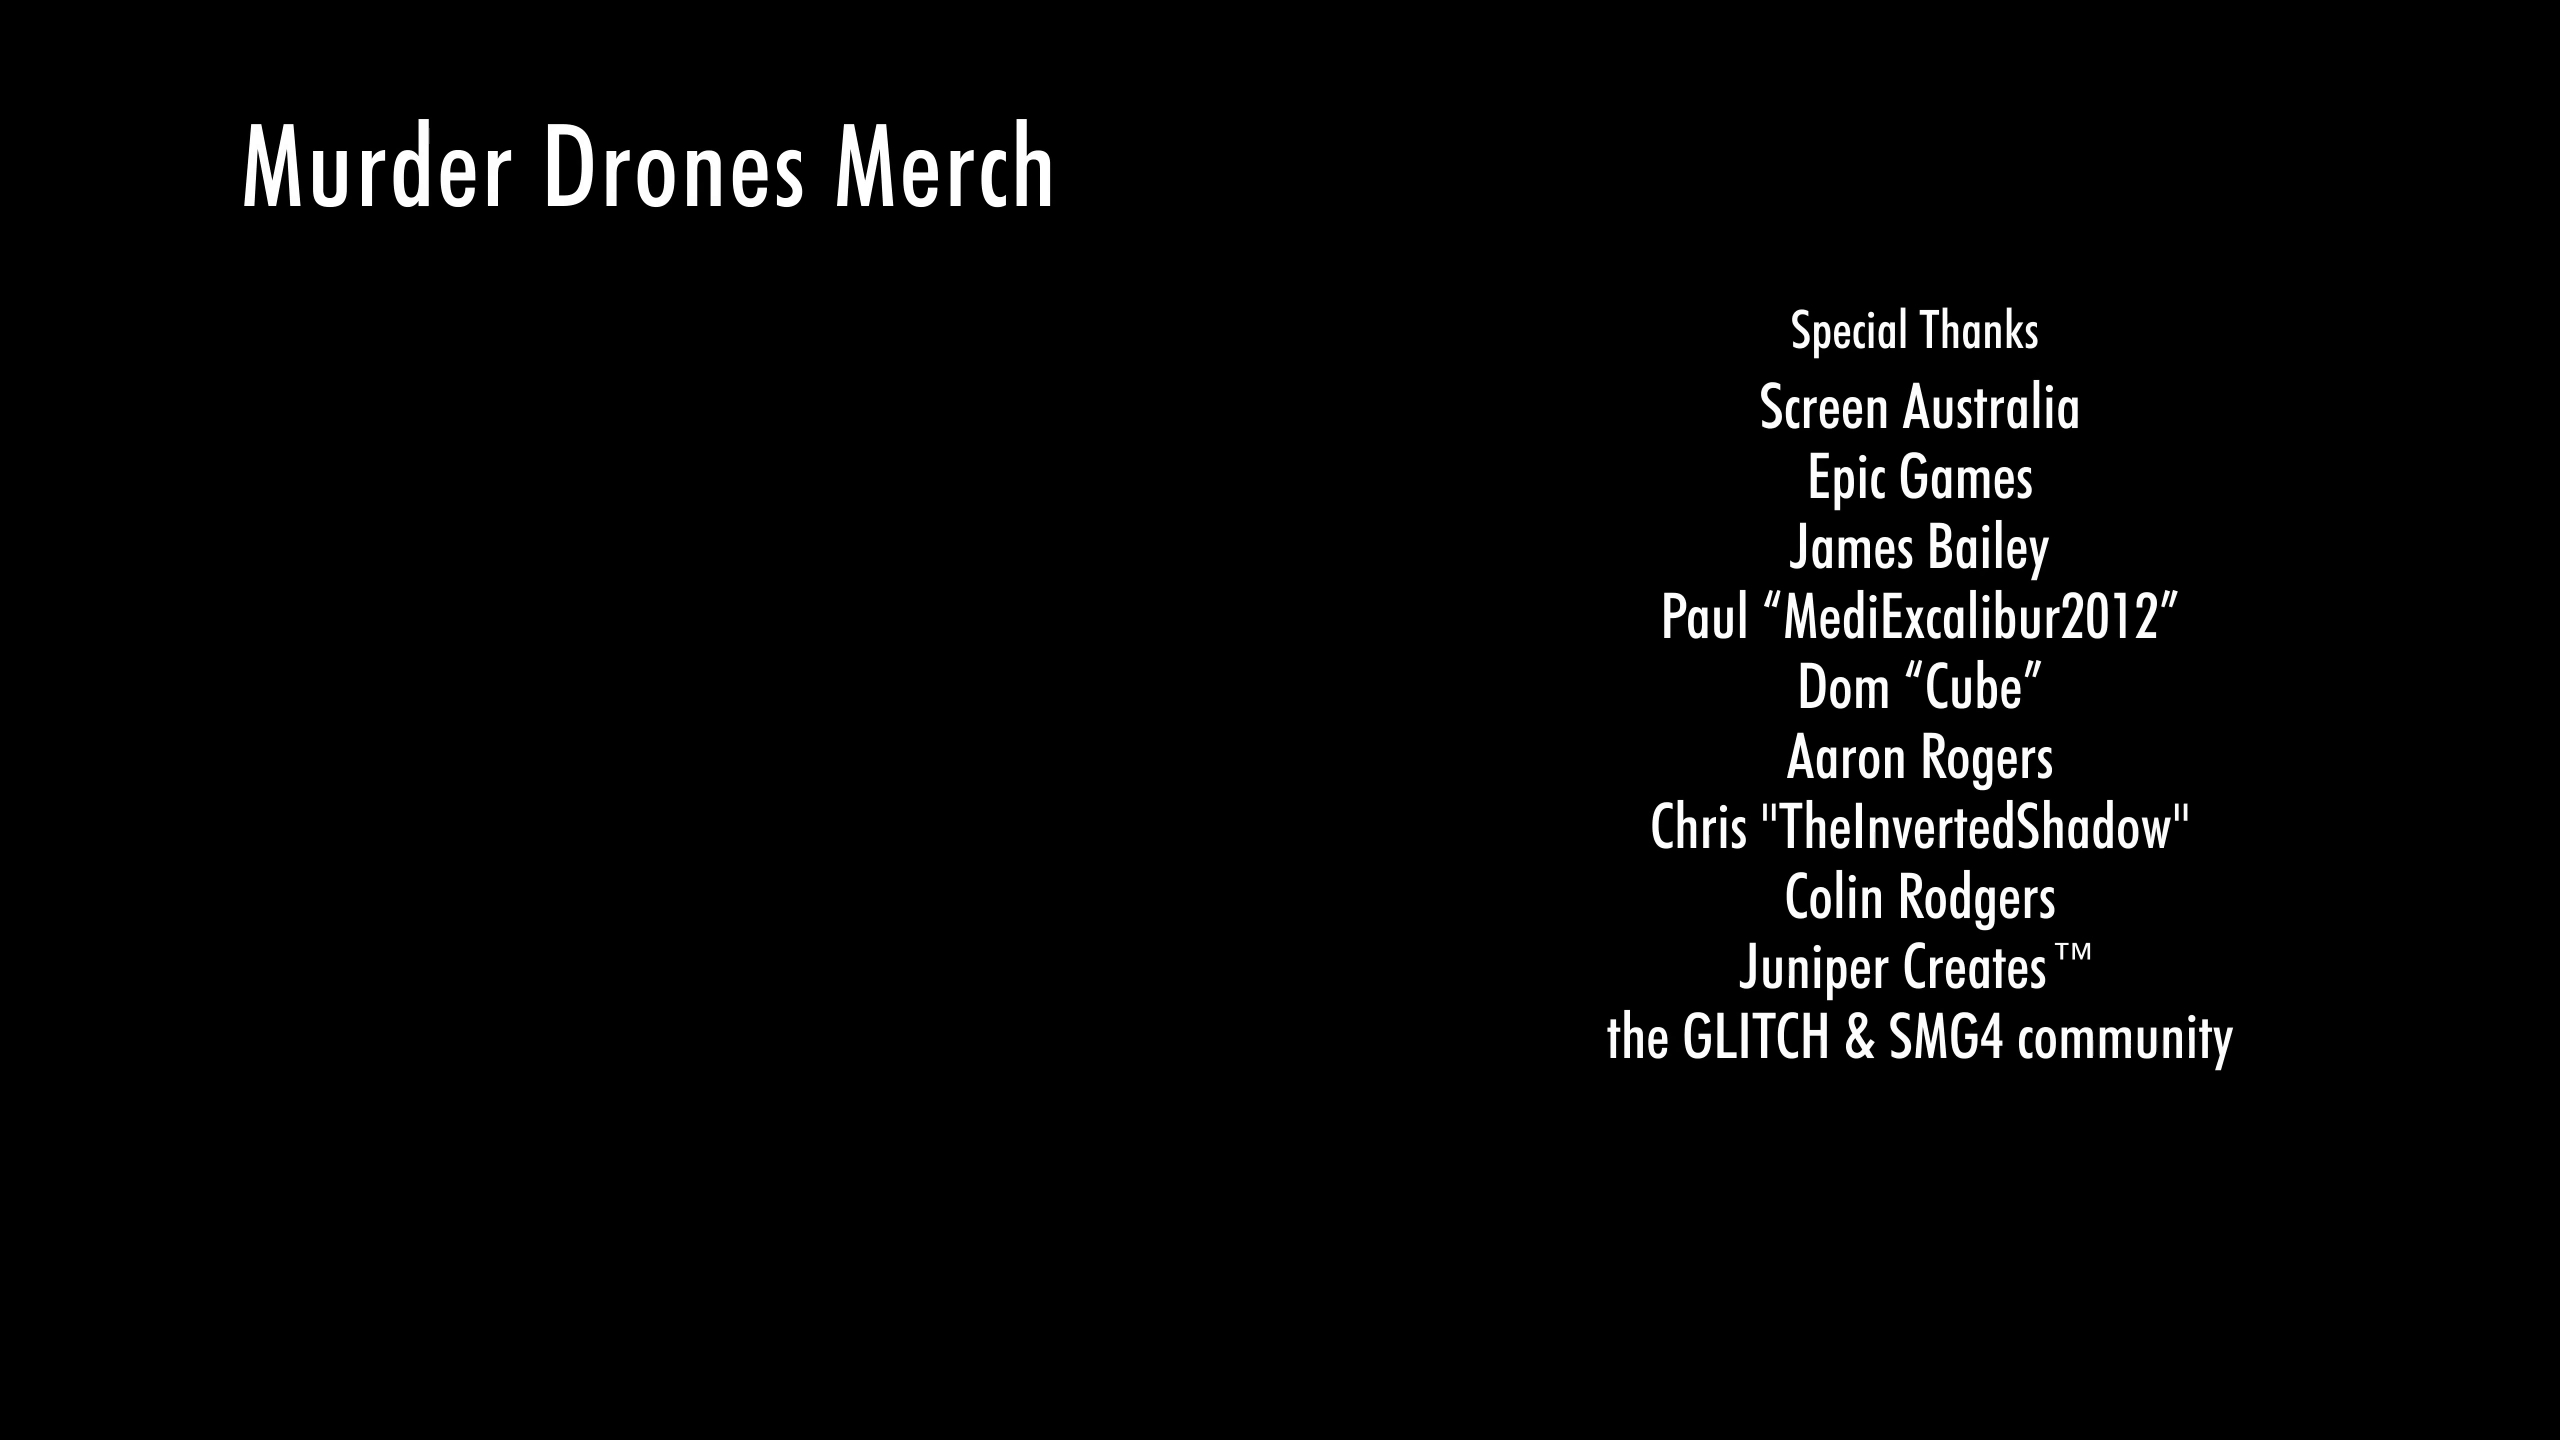 Murder Drones Merch
Special Thanks
Screen Australia
Epic Games
James Bailey
Paul “MediExcalibur2012”
Dom “Cube”
Aaron Rogers
Chris "TheInvertedShadow"
Colin Rodgers
Juniper Creates™
the GLITCH & SMG4 community